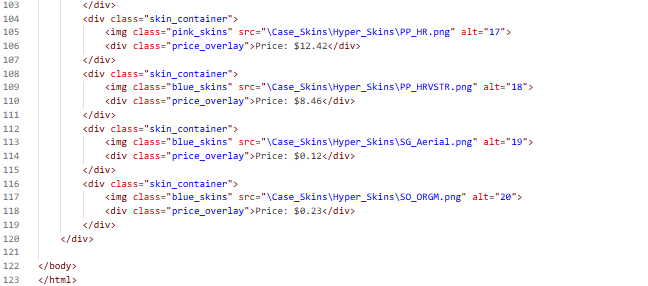 103 </div>
104 <div class="skin_container">
105 <img class="pink_skins" src="\Case_Skins\Hyper_Skins\PP_HR.png" alt="17">
106 <div class="price_overlay">Price: $12.42</div>
107 </div>
108 <div class="skin_container">
109 <img class="blue_skins" src="\Case_Skins\Hyper_Skins\PP_HRVSTR.png" alt="18">
110 <div class="price_overlay">Price: $8.46</div>
111 </div>
112 <div class="skin_container">
113 <img class="blue_skins" src="\Case_Skins\Hyper_Skins\SG_Aerial.png" alt="19">
114 <div class="price_overlay">Price: $0.12</div>
115 </div>
116 <div class="skin_container">
117 <img class="blue_skins" src="\Case_Skins\Hyper_Skins\SO_ORGM.png" alt="20">
118 <div class="price_overlay">Price: $0.23</div>
119 </div>
120 </div>
121
122 </body>
123 </html>